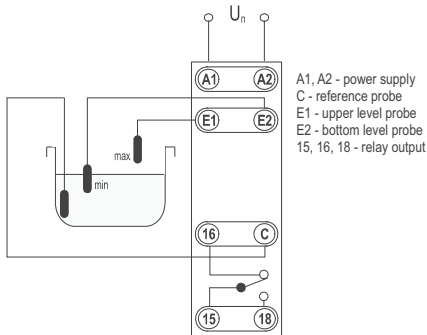 Un
A1 A2
E1 E2
max
min
16 C
15 18
A1, A2 - power supply
C - reference probe
E1 - upper level probe
E2 - bottom level probe
15, 16, 18 - relay output